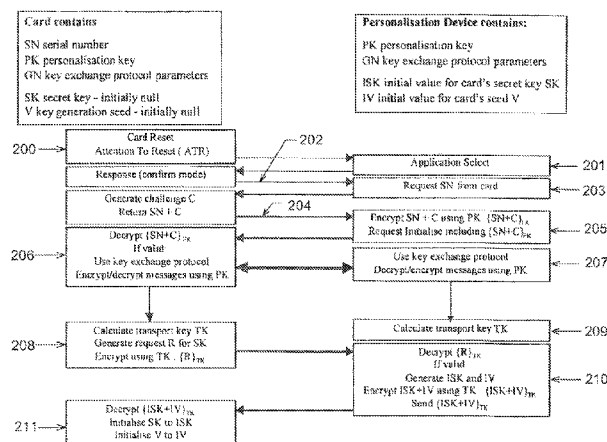 Card contains
SN serial number
PK personalisation key
GN key exchange protocol parameters
SK secret key - initially null
V key generation seed - initially null
Personalisation Device contains:
PK personalisation key
GN key exchange protocol parameters
ISK initial value for card's secret key SK
IV initial value for card's seed V
200
Card Reset
Attention To Reset ( ATR)
202
Application Select
201
Response (confirm mode)
Request SN from card
203
Generate challenge C
Return SN + C
204
Encrypt SN + C using PK {SN+C}PK
Request Initialise including {SN+C}PK
205
206
Decrypt {SN+C}PK
If valid
Use key exchange protocol
Encrypt/decrypt messages using PK
Use key exchange protocol
Decrypt/encrypt messages using PK
207
208
Calculate transport key TK
Generate request R for SK
Encrypt using TK . {R}TK
Calculate transport key TK
209
Decrypt {R}TK
If valid
Generate ISK and IV
Encrypt ISK+IV using TK {ISK+IV}TK
Send {ISK+IV}TK
210
211
Decrypt {ISK+IV}TK
Initialise SK to ISK
Initialise V to IV